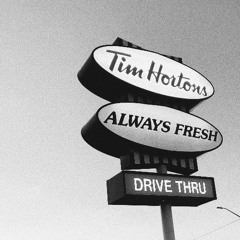 Tim Hortons
ALWAYS FRESH
DRIVE THRU